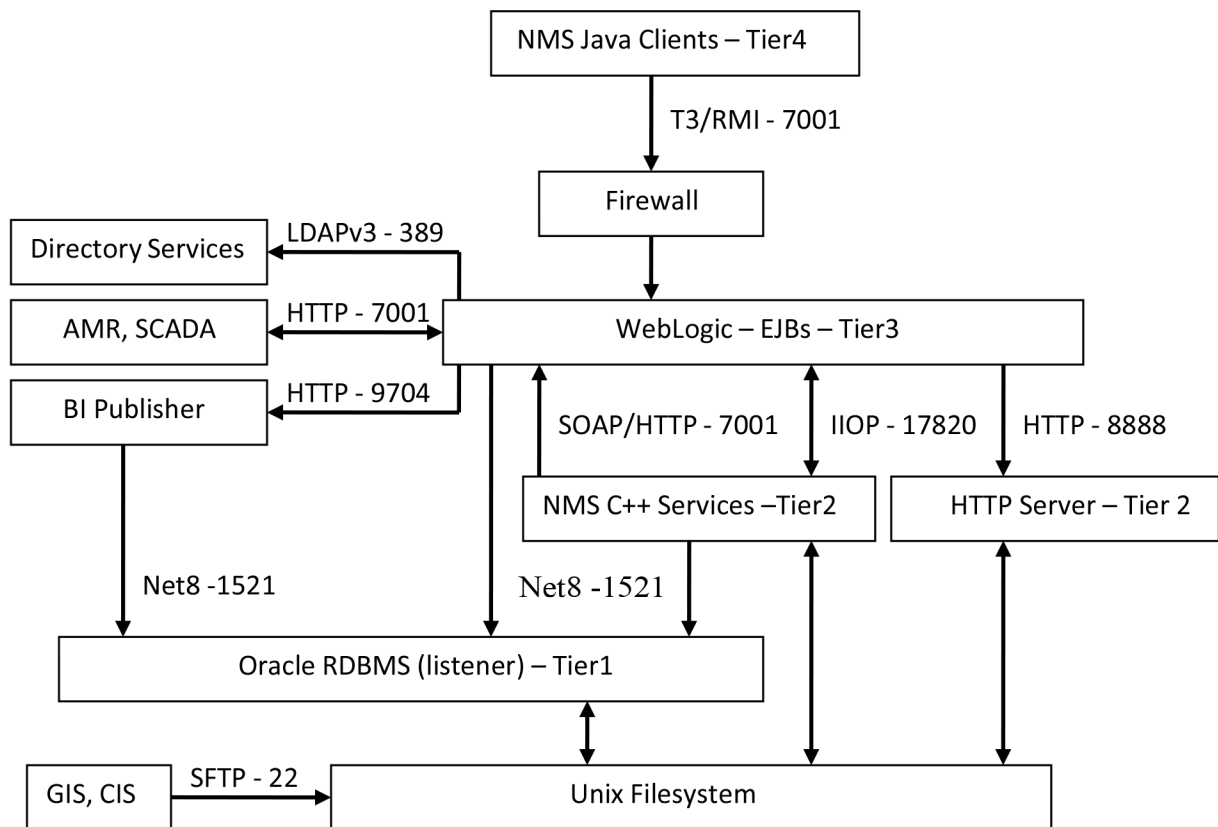 NMS Java Clients – Tier4
T3/RMI - 7001
Firewall
LDAPv3 - 389
Directory Services
HTTP - 7001
AMR, SCADA
WebLogic – EJBs – Tier3
HTTP - 9704
BI Publisher
SOAP/HTTP - 7001
IIOP - 17820
HTTP - 8888
NMS C++ Services –Tier2
HTTP Server – Tier 2
Net8 -1521
Net8 -1521
Oracle RDBMS (listener) – Tier1
SFTP - 22
GIS, CIS
Unix Filesystem